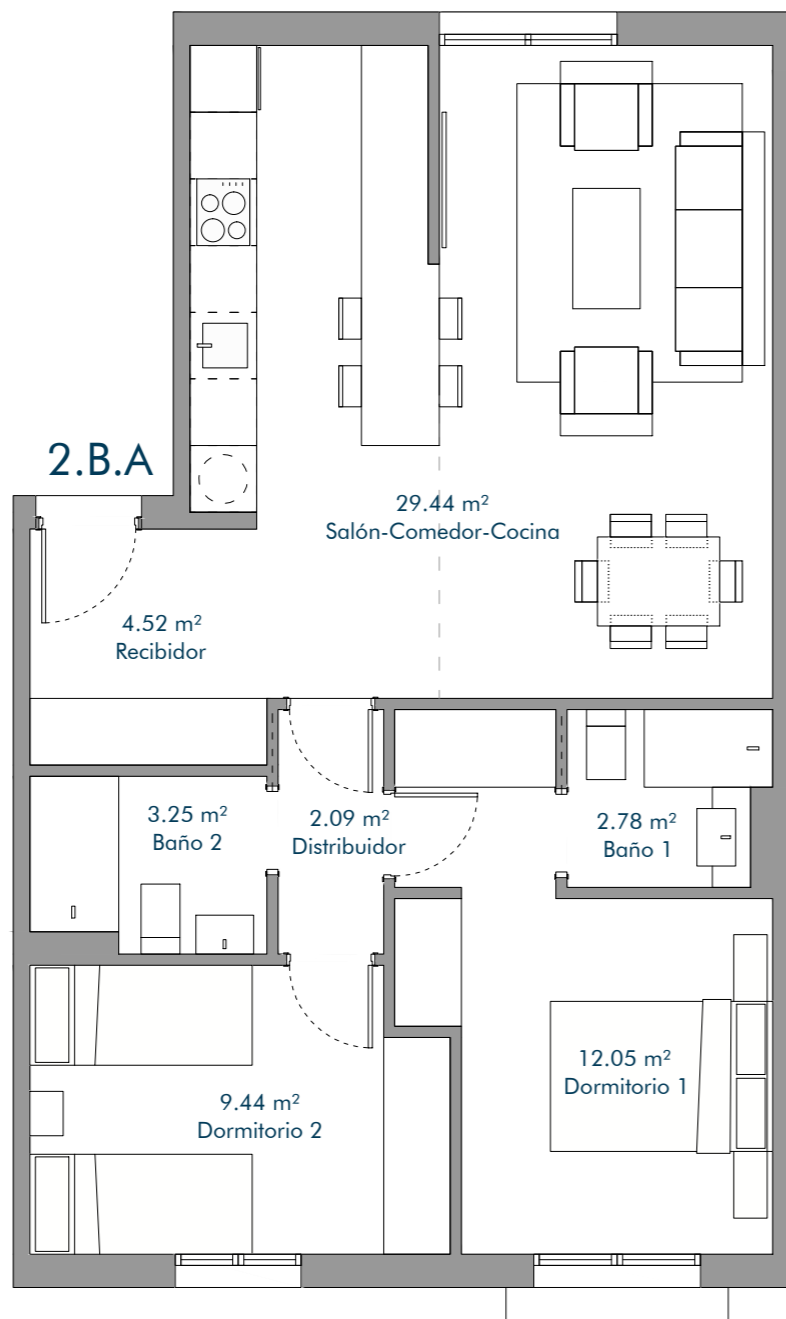 2.B.A
29.44 m²
Salón-Comedor-Cocina
4.52 m²
Recibidor
3.25 m²
Baño 2
2.09 m²
Distribuidor
2.78 m²
Baño 1
12.05 m²
Dormitorio 1
9.44 m²
Dormitorio 2